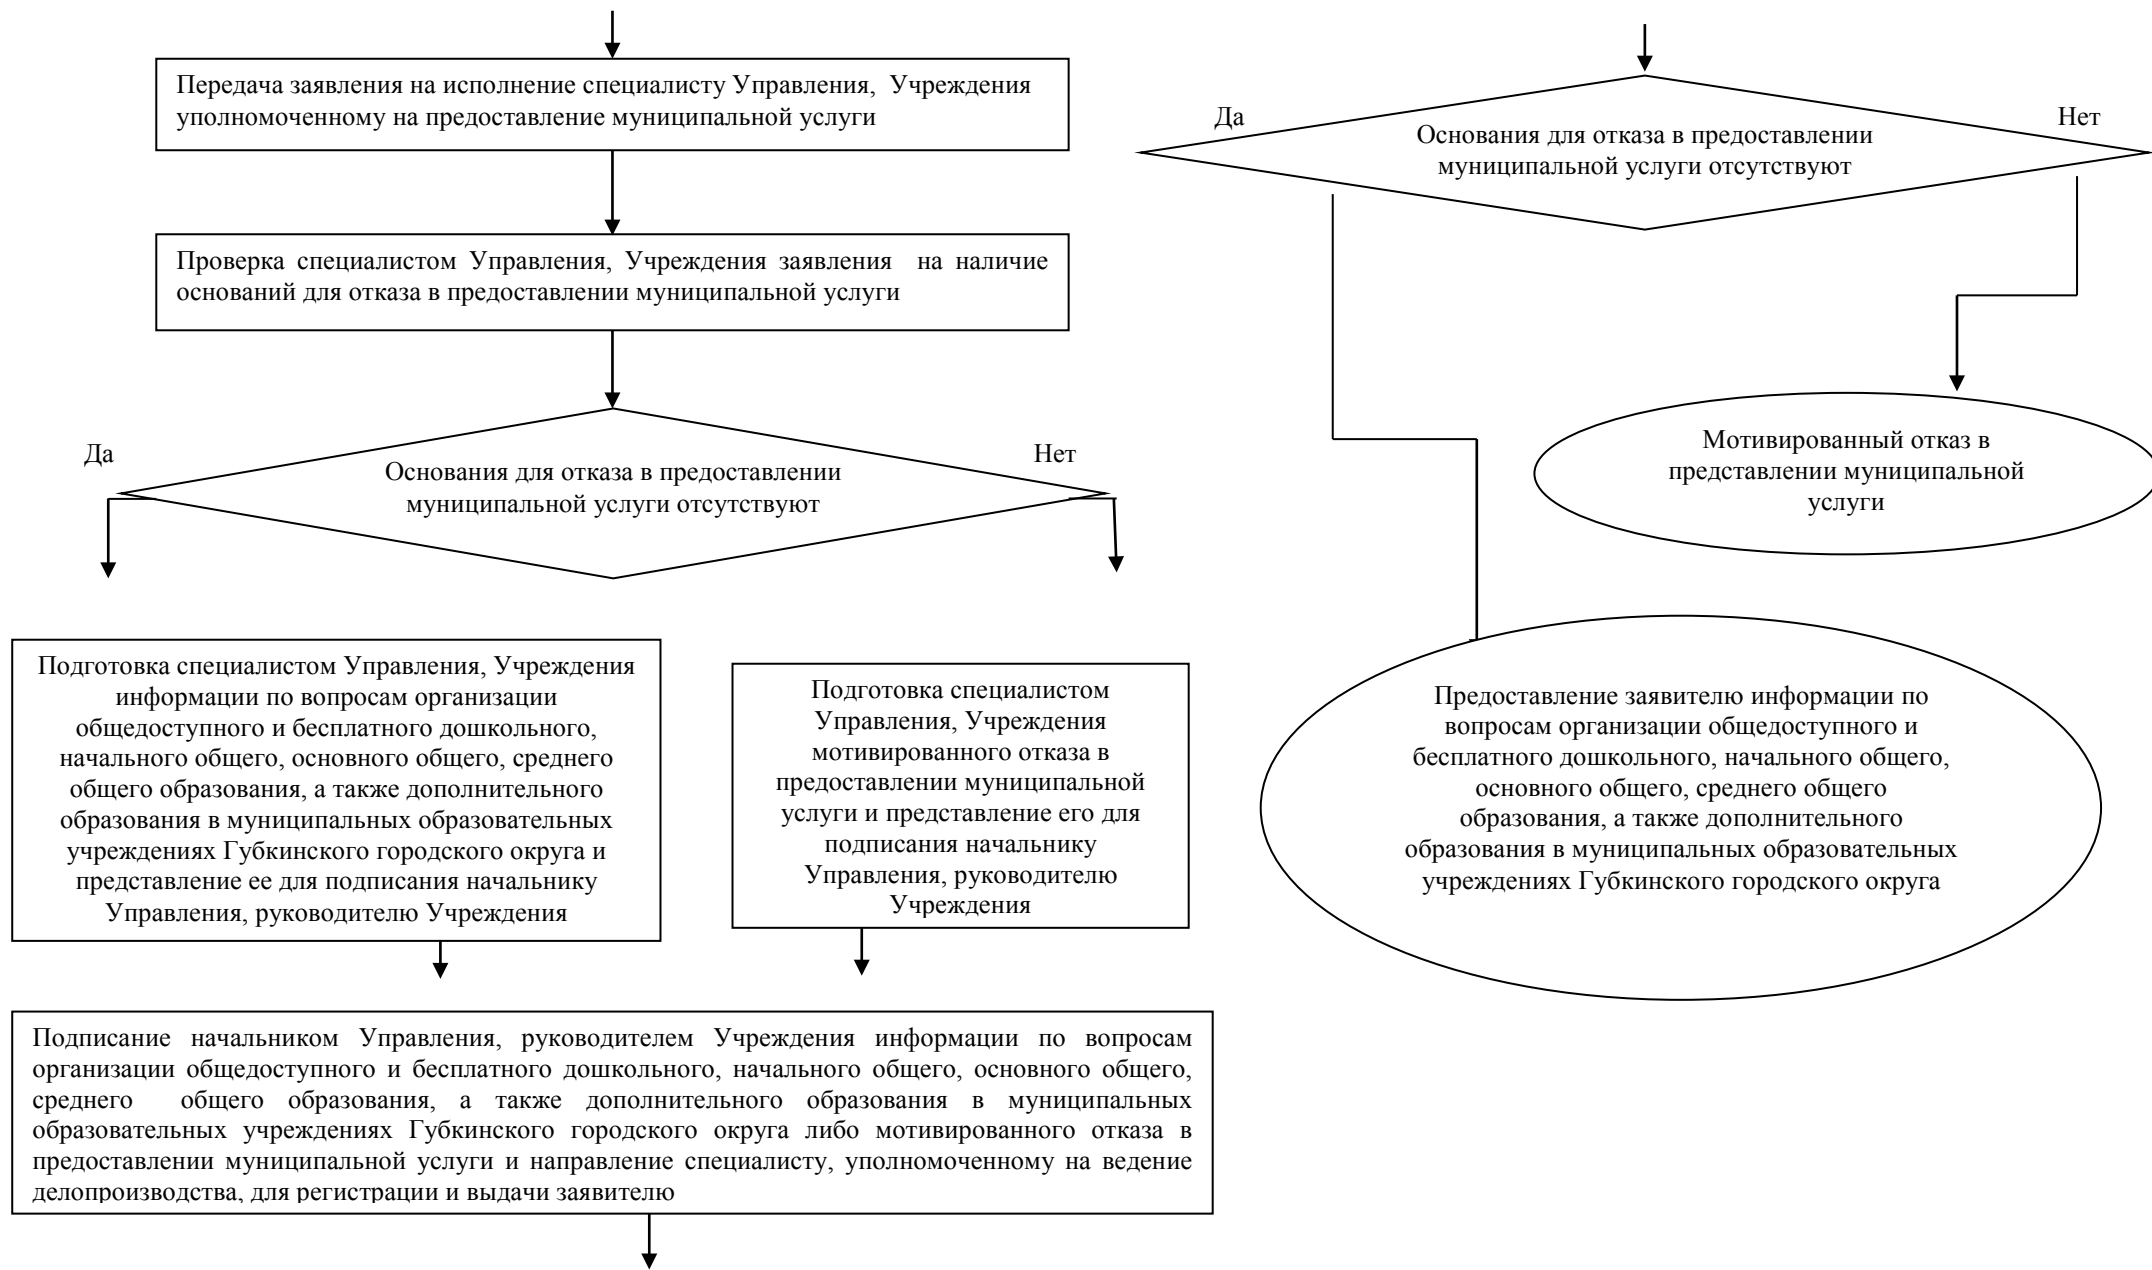 Передача заявления на исполнение специалисту Управления, Учреждения
уполномоченному на предоставление муниципальной услуги
Проверка специалистом Управления, Учреждения заявления на наличие
оснований для отказа в предоставлении муниципальной услуги
Да
Нет
Основания для отказа в предоставлении
муниципальной услуги отсутствуют
Подготовка специалистом Управления, Учреждения
информации по вопросам организации
общедоступного и бесплатного дошкольного,
начального общего, основного общего, среднего
общего образования, а также дополнительного
образования в муниципальных образовательных
учреждениях Губкинского городского округа и
представление ее для подписания начальнику
Управления, руководителю Учреждения
Подготовка специалистом
Управления, Учреждения
мотивированного отказа в
предоставлении муниципальной
услуги и представление его для
подписания начальнику
Управления, руководителю
Учреждения
Подписание начальником Управления, руководителем Учреждения информации по вопросам
организации общедоступного и бесплатного дошкольного, начального общего, основного общего,
среднего общего образования, а также дополнительного образования в муниципальных
образовательных учреждениях Губкинского городского округа либо мотивированного отказа в
предоставлении муниципальной услуги и направление специалисту, уполномоченному на ведение
делопроизводства, для регистрации и выдачи заявителю
Да
Нет
Основания для отказа в предоставлении
муниципальной услуги отсутствуют
Мотивированный отказ в
представлении муниципальной
услуги
Предоставление заявителю информации по
вопросам организации общедоступного и
бесплатного дошкольного, начального общего,
основного общего, среднего общего
образования, а также дополнительного
образования в муниципальных образовательных
учреждениях Губкинского городского округа